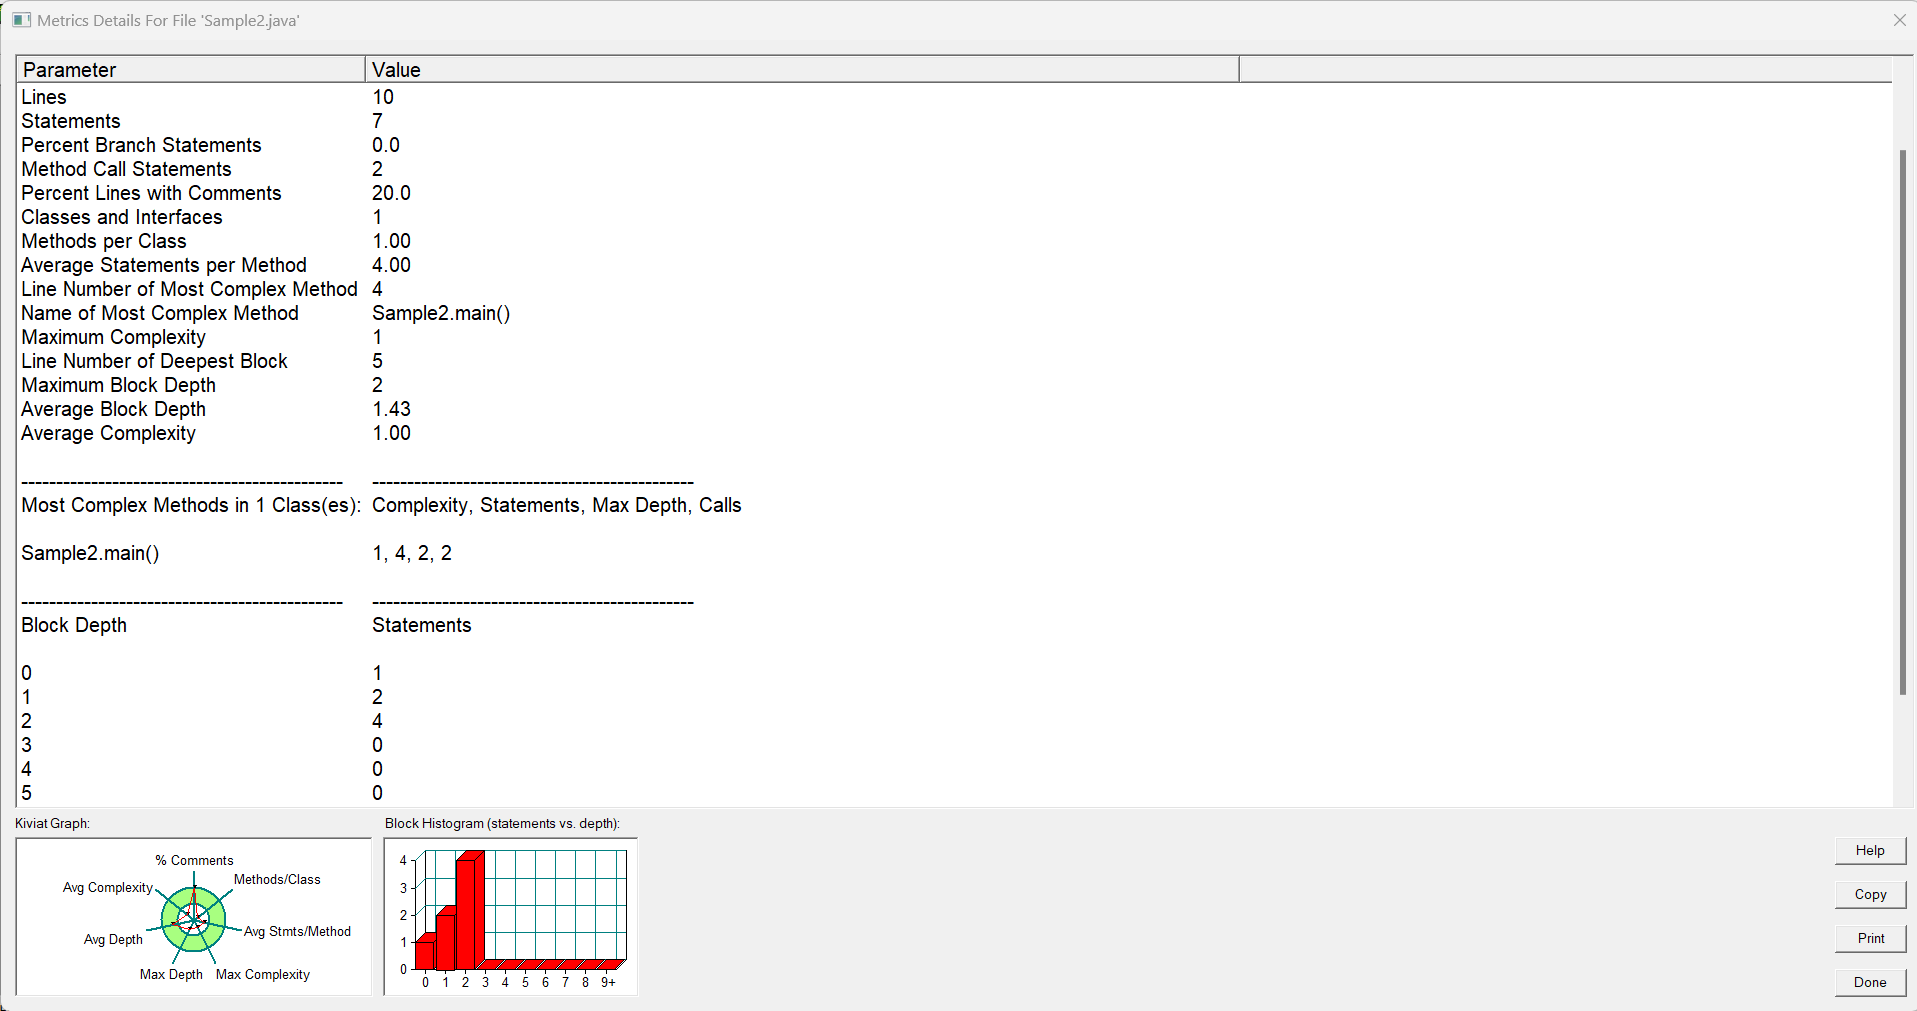 Metrics Details For File 'Sample2.java'
Parameter Value
Lines 10
Statements 7
Percent Branch Statements 0.0
Method Call Statements 2
Percent Lines with Comments 20.0
Classes and Interfaces 1
Methods per Class 1.00
Average Statements per Method 4.00
Line Number of Most Complex Method 4
Name of Most Complex Method Sample2.main()
Maximum Complexity 1
Line Number of Deepest Block 5
Maximum Block Depth 2
Average Block Depth 1.43
Average Complexity 1.00
---------------------------------------------- ----------------------------------------------
Most Complex Methods in 1 Class(es): Complexity, Statements, Max Depth, Calls
Sample2.main() 1, 4, 2, 2
---------------------------------------------- ----------------------------------------------
Block Depth Statements
0 1
1 2
2 4
3 0
4 0
5 0
Kiviat Graph:
% Comments
Methods/Class
Avg Complexity
Avg Stmts/Method
Avg Depth
Max Depth Max Complexity
Block Histogram (statements vs. depth):
4
3
2
1
0
0 1 2 3 4 5 6 7 8 9+
Help
Copy
Print
Done